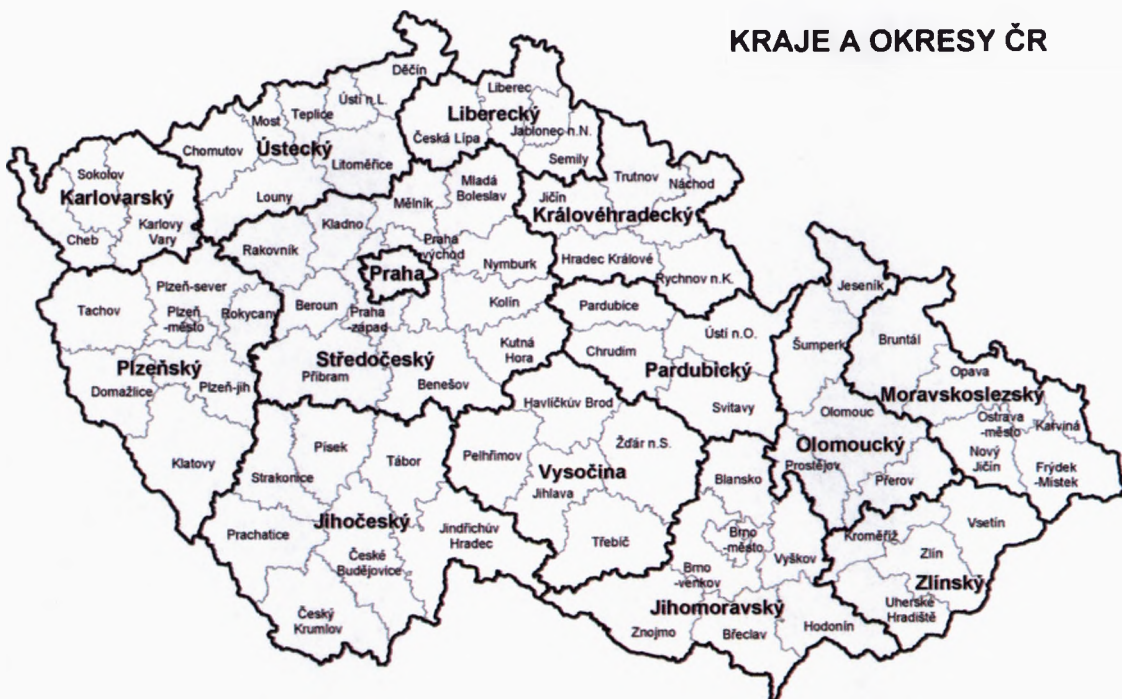 KRAJE A OKRESY ČR
Děčín
Liberec
Ústí n.L.
Teplice
Most
Liberecký
Česká Lípa
Jablonec n.N.
Chomutov
Ústecký
Litoměřice
Semily
Sokolov
Karlovarský
Louny
Mladá
Boleslav
Trutnov
Náchod
Jičín
Mělník
Královéhradecký
Karlovy
Vary
Cheb
Kladno
Rakovník
Praha
východ
Hradec Králové
Nymburk
Praha
Rychnov n.K.
Jeseník
Plzeň-sever
Tachov
Plzeň
-město
Rokycany
Beroun
Praha
-západ
Kolín
Pardubice
Ústí n.O.
Šumperk
Bruntál
Kutná
Hora
Chrudim
Středočeský
Plzeňský
Pardubický
Opava
Příbram
Benešov
Domažlice
Plzeň-jih
Moravskoslezský
Svitavy
Havlíčkův Brod
Olomouc
Ostrava
-město
Karviná
Písek
Žďár n.S.
Olomoucký
Klatovy
Tábor
Pelhřimov
Vysočina
Prostějov
Nový
Jičín
Frýdek
-Místek
Strakonice
Jihlava
Blansko
Přerov
Jihočeský
Prachatice
Jindřichův
Hradec
Třebíč
Brno
-město
Vyškov
Kroměříž
Vsetín
České
Budějovice
Zlín
Brno
-venkov
Zlínský
Jihomoravský
Uherské
Hradiště
Český
Krumlov
Znojmo
Břeclav
Hodonín